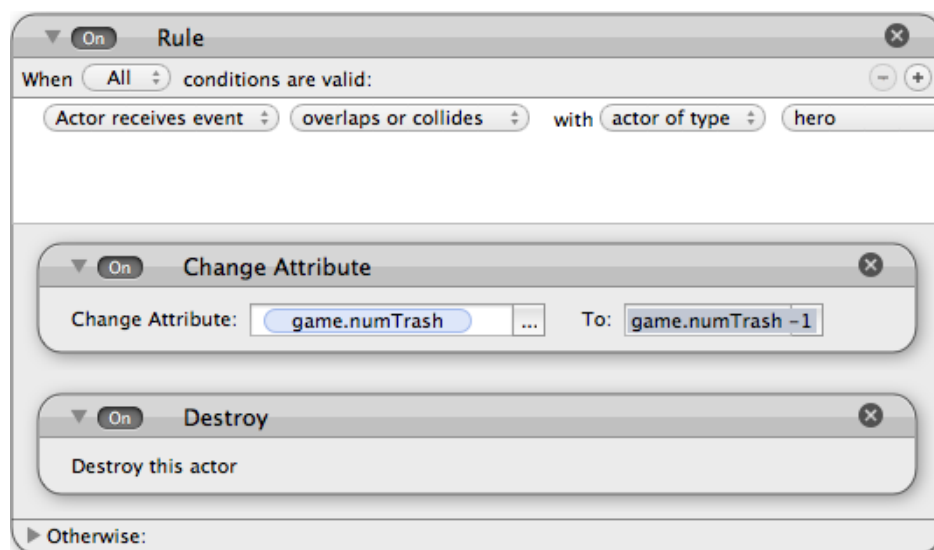 On Rule
When All conditions are valid:
Actor receives event overlaps or collides with actor of type hero
On Change Attribute
Change Attribute: game.numTrash ... To: game.numTrash -1
On Destroy
Destroy this actor
Otherwise: